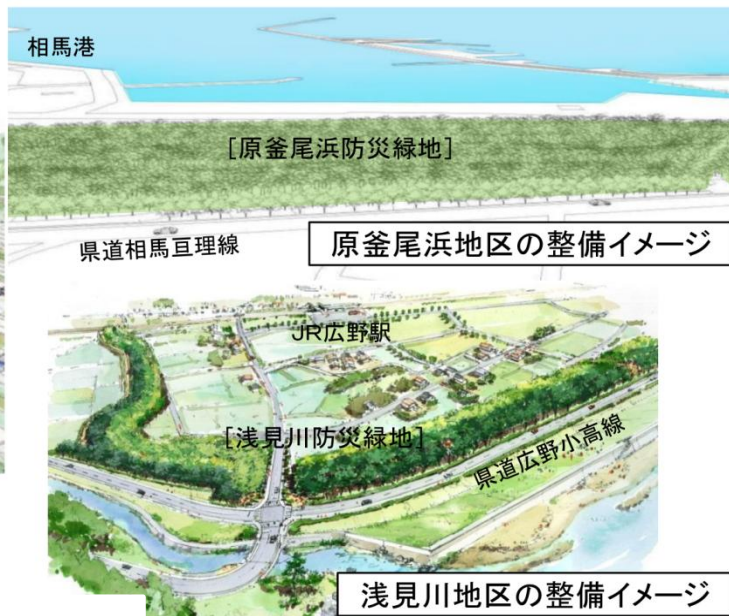 相馬港
[原釜尾浜防災緑地]
県道相馬亘理線
原釜尾浜地区の整備イメージ
JR広野駅
[浅見川防災緑地]
県道広野小高線
浅見川地区の整備イメージ